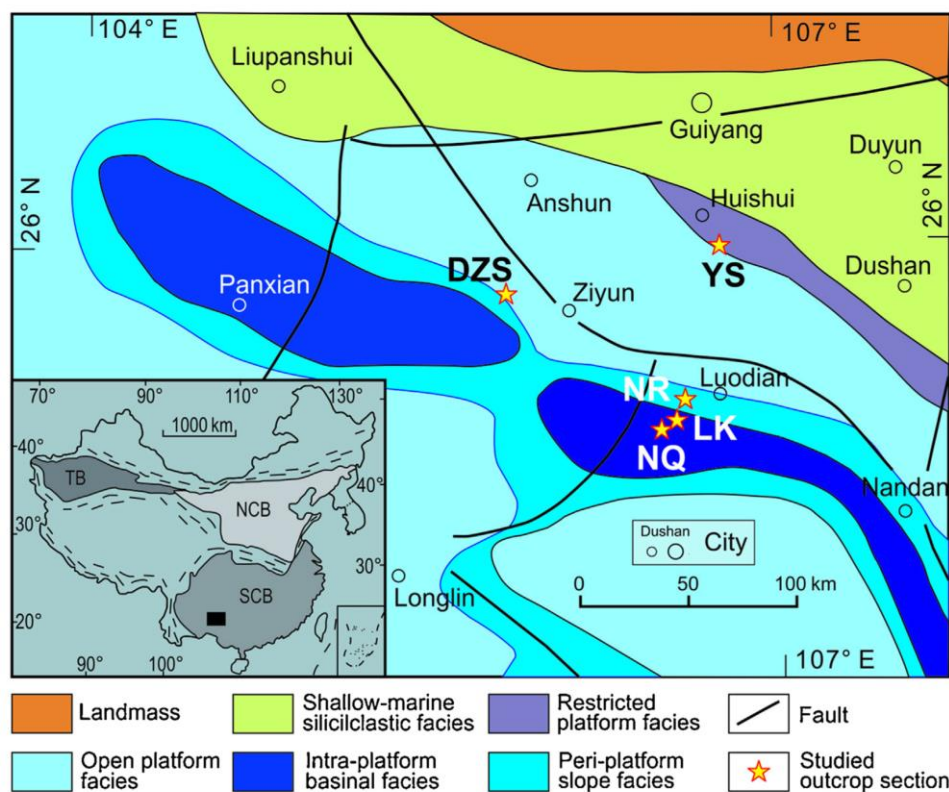 104° E
107° E
Liupanshui
Guiyang
Duyun
26° N
Anshun
Huishui
26° N
DZS
YS
Dushan
Panxian
Ziyun
NR
Luodian
LK
NQ
Nandan
Dushan
City
0 50 100 km
Longlin
107° E
70° 90° 110° 130°
1000 km
40°
TB
NCB
40°
30°
30°
SCB
20°
90° 100°
Landmass
Shallow-marine
silicilclastic facies
Restricted
platform facies
Fault
Open platform
facies
Intra-platform
basinal facies
Peri-platform
slope facies
Studied
outcrop section